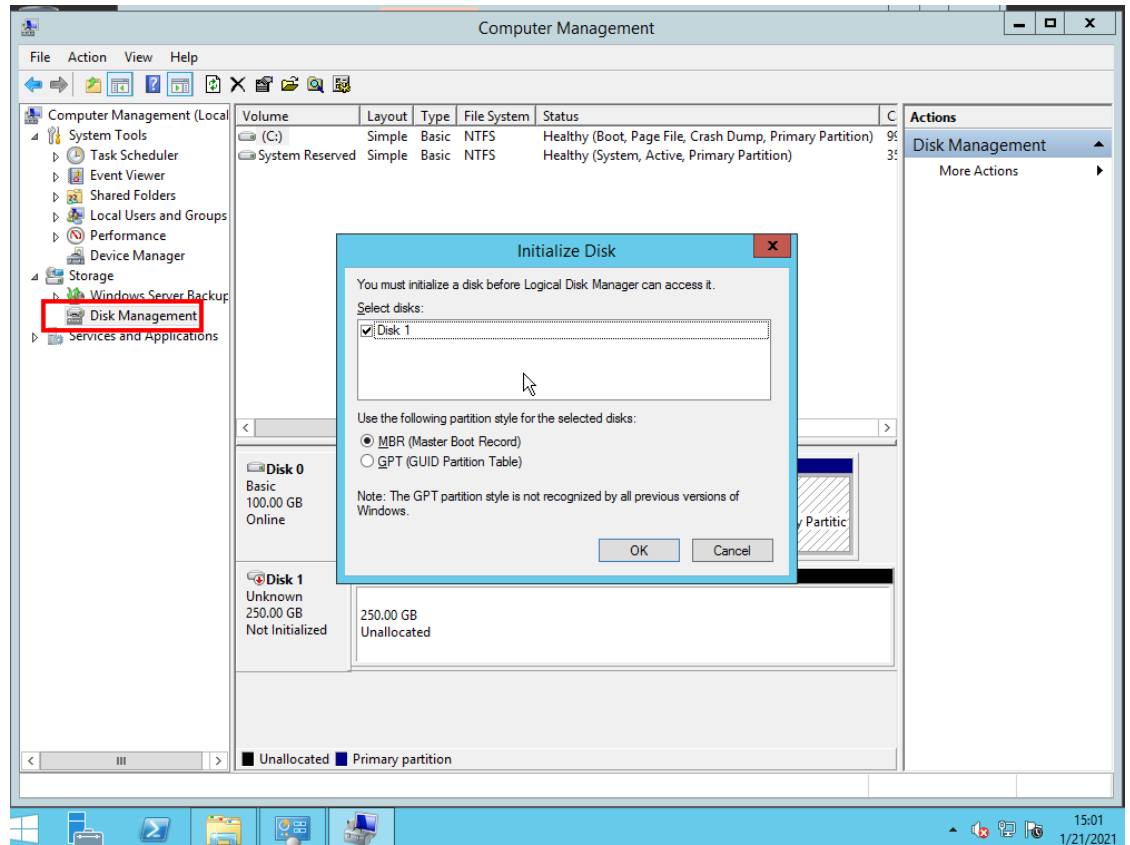 Computer Management
File Action View Help
Computer Management (Local
System Tools
Task Scheduler
Event Viewer
Shared Folders
Local Users and Groups
Performance
Device Manager
Storage
Windows Server Backup
Disk Management
Services and Applications
Volume Layout Type File System Status C
(C:) Simple Basic NTFS Healthy (Boot, Page File, Crash Dump, Primary Partition) 99
System Reserved Simple Basic NTFS Healthy (System, Active, Primary Partition) 35
Actions
Disk Management
More Actions
Initialize Disk
You must initialize a disk before Logical Disk Manager can access it.
Select disks:
Disk 1
Use the following partition style for the selected disks:
MBR (Master Boot Record)
GPT (GUID Partition Table)
Note: The GPT partition style is not recognized by all previous versions of
Windows.
OK Cancel
Disk 0
Basic
100.00 GB
Online
y Partitic
Disk 1
Unknown
250.00 GB
Not Initialized
250.00 GB
Unallocated
Unallocated Primary partition
15:01
1/21/2021